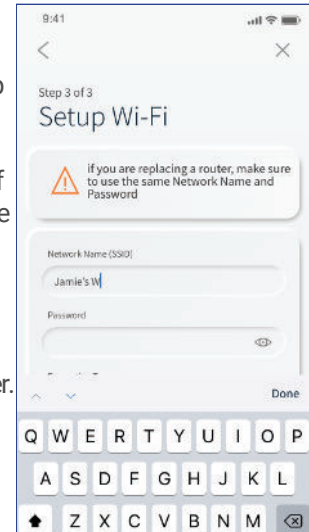 9:41
Step 3 of 3
Setup Wi-Fi
if you are replacing a router, make sure
to use the same Network Name and
Password
Network Name (SSID)
Jamie's W
Password
er.
Done
Q W E R T Y U I O P
A S D F G H J K L
Z X C V B N M